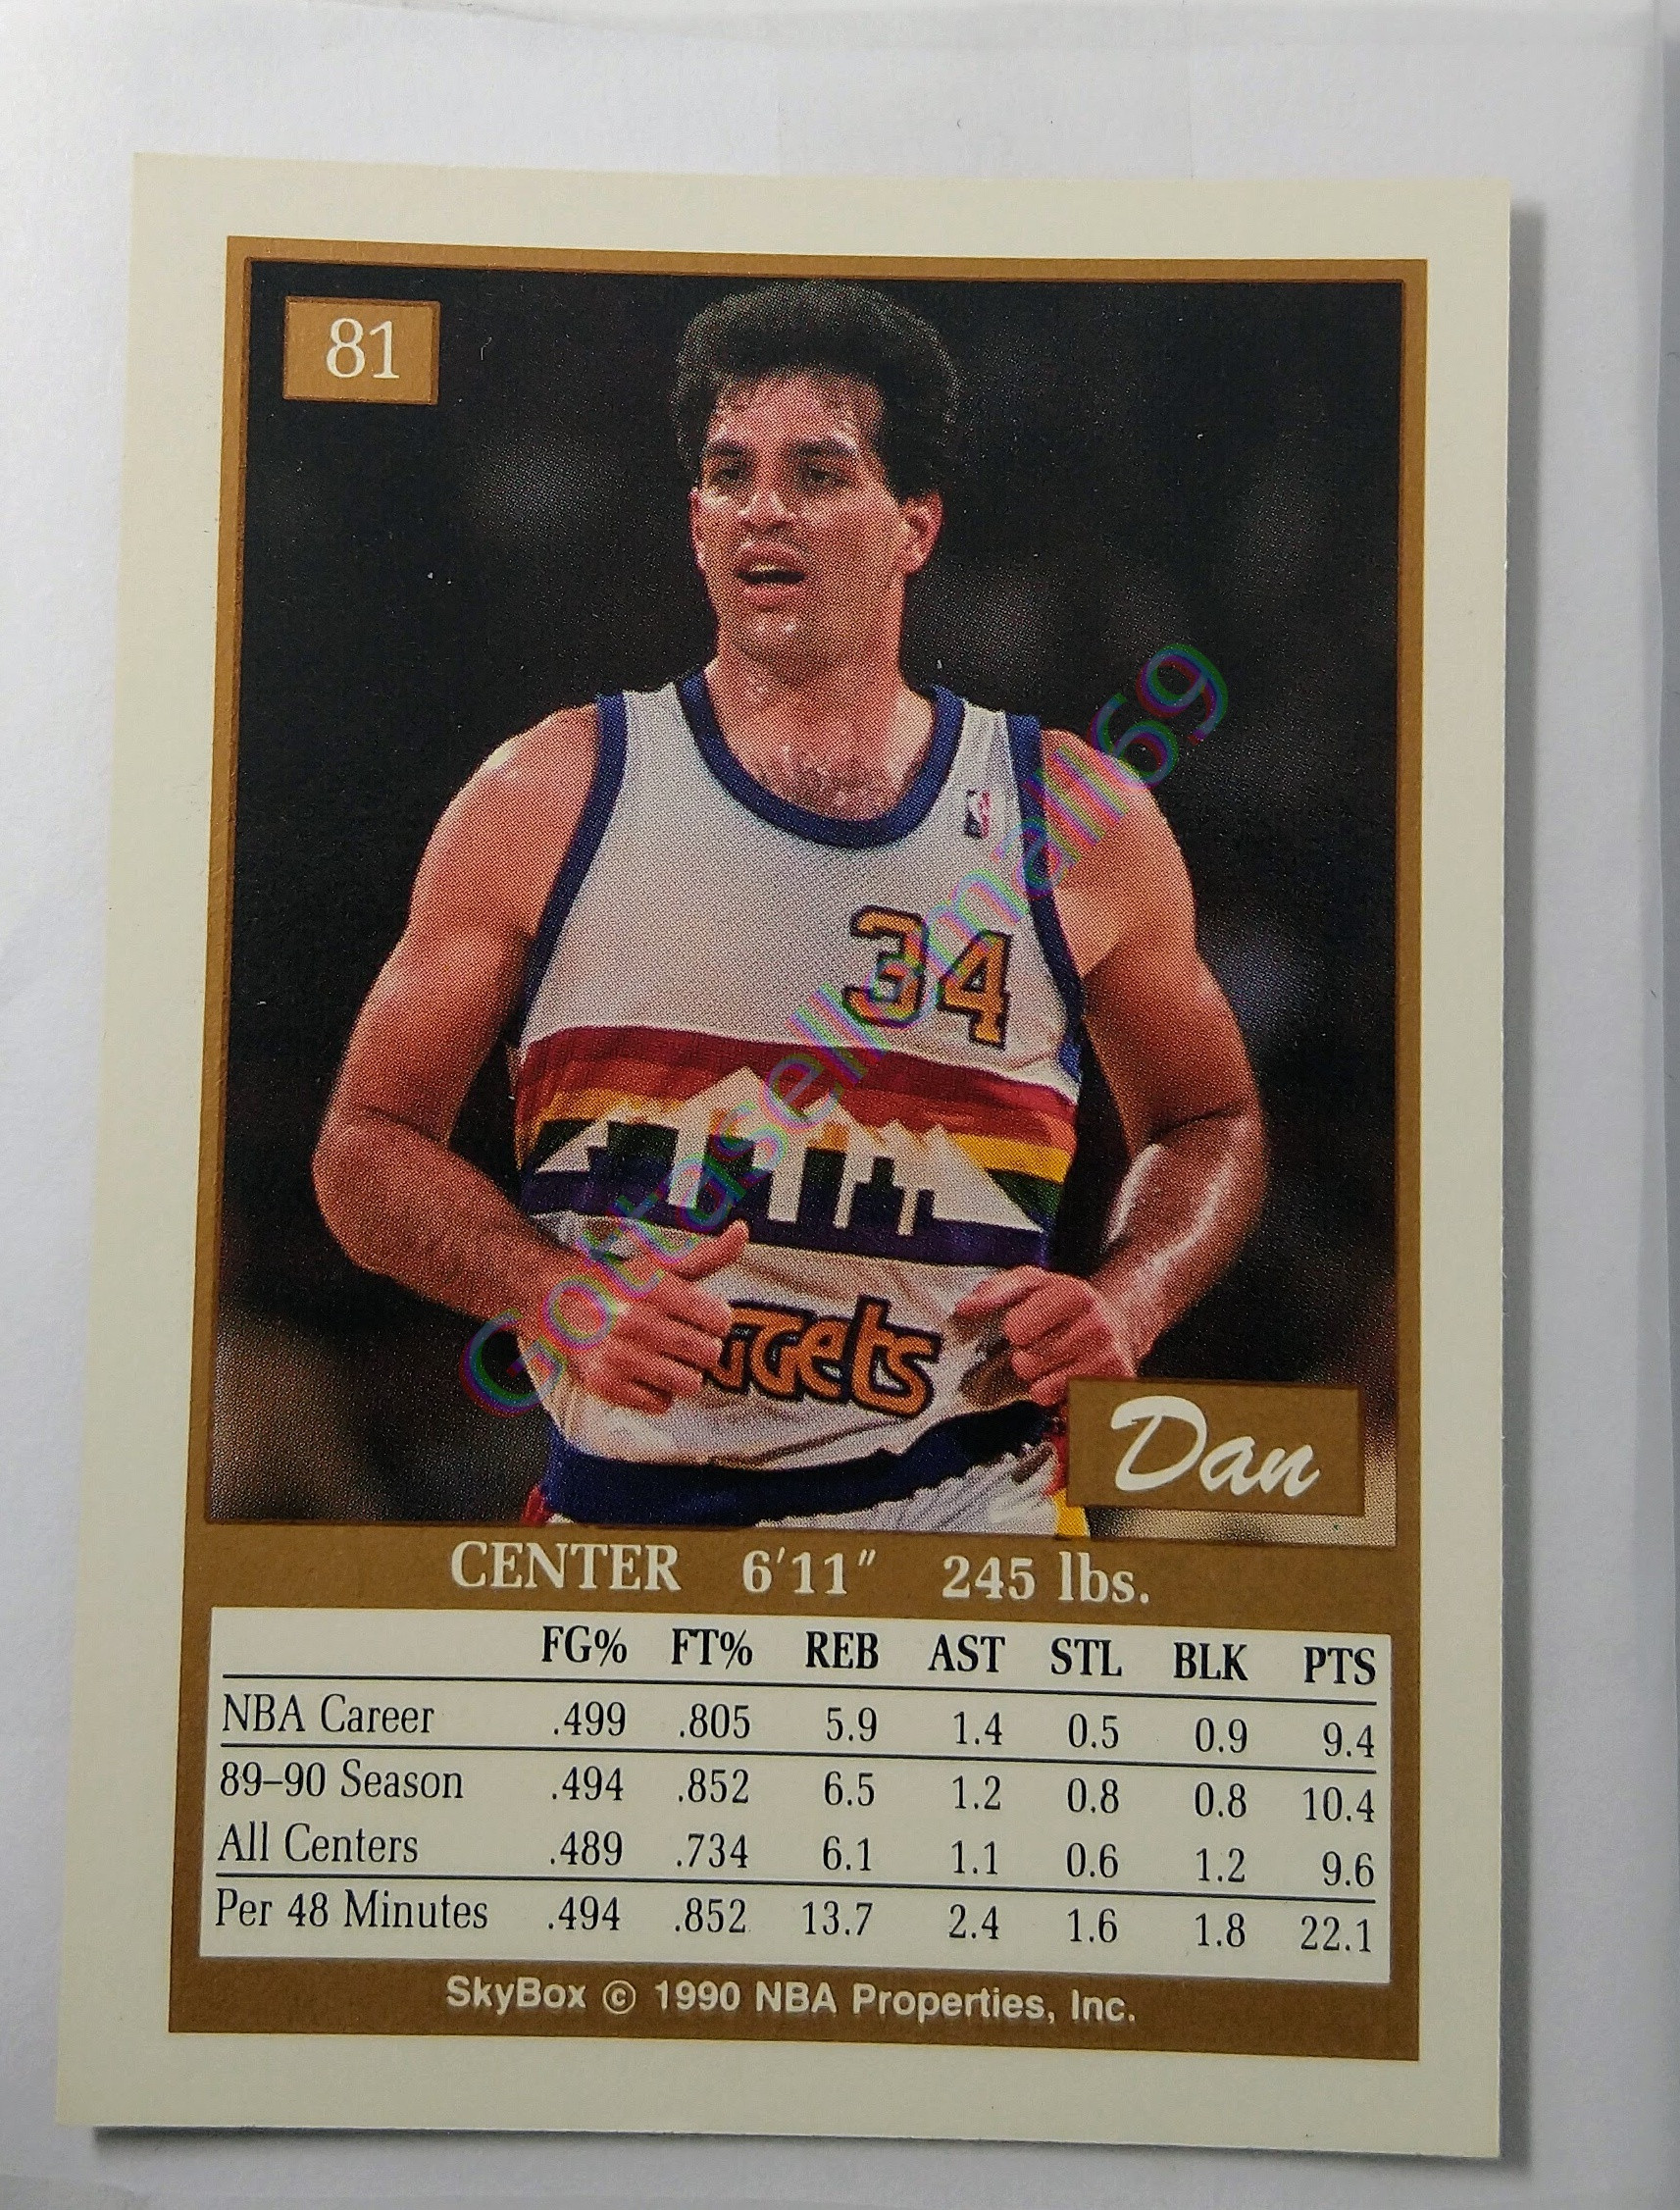 81
34
ggets
Dan
CENTER 6'11" 245 lbs.
FG% FT% REB AST STL BLK PTS
NBA Career .499 .805 5.9 1.4 0.5 0.9 9.4
89–90 Season .494 .852 6.5 1.2 0.8 0.8 10.4
All Centers .489 .734 6.1 1.1 0.6 1.2 9.6
Per 48 Minutes .494 .852 13.7 2.4 1.6 1.8 22.1
SkyBox © 1990 NBA Properties, Inc.
Gottasellomall69